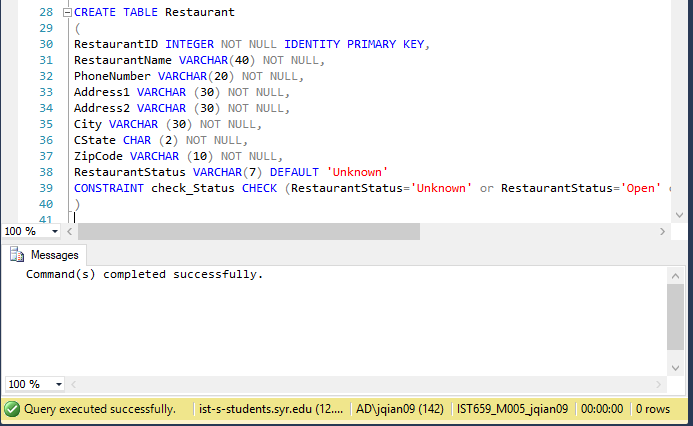 28 CREATE TABLE Restaurant
29 (
30 RestaurantID INTEGER NOT NULL IDENTITY PRIMARY KEY,
31 RestaurantName VARCHAR(40) NOT NULL,
32 PhoneNumber VARCHAR(20) NOT NULL,
33 Address1 VARCHAR (30) NOT NULL,
34 Address2 VARCHAR (30) NOT NULL,
35 City VARCHAR (30) NOT NULL,
36 CState CHAR (2) NOT NULL,
37 ZipCode VARCHAR (10) NOT NULL,
38 RestaurantStatus VARCHAR(7) DEFAULT 'Unknown'
39 CONSTRAINT check_Status CHECK (RestaurantStatus='Unknown' or RestaurantStatus='Open'
40 )
41
100 %
Messages
Command(s) completed successfully.
100 %
Query executed successfully. ist-s-students.syr.edu (12.... AD\jqian09 (142) IST659_M005_jqian09 00:00:00 0 rows